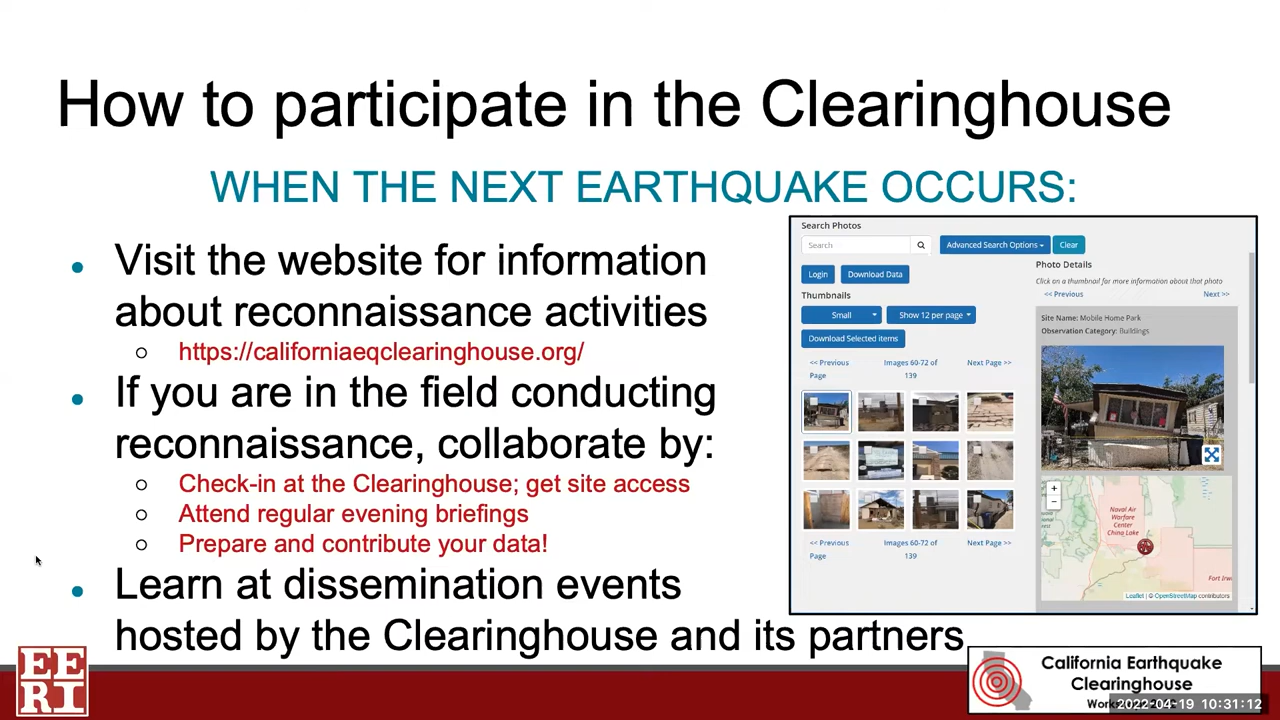 How to participate in the Clearinghouse
WHEN THE NEXT EARTHQUAKE OCCURS:
Visit the website for information
about reconnaissance activities
https://californiaeqclearinghouse.org/
If you are in the field conducting
reconnaissance, collaborate by:
Check-in at the Clearinghouse; get site access
Attend regular evening briefings
Prepare and contribute your data!
Learn at dissemination events
hosted by the Clearinghouse and its partners
Search Photos
Search
Advanced Search Options
Clear
Login
Download Data
Thumbnails
Small
Show 12 per page
Download Selected items
<< Previous Page
Images 60-72 of 139
Next Page >>
<< Previous Page
Images 60-72 of 139
Next Page >>
Photo Details
Click on a thumbnail for more information about that photo
<< Previous
Next >>
Site Name: Mobile Home Park
Observation Category: Buildings
+
−
Naval Air
Warfare
Center
China Lake
Fort Irw
Leaflet | © OpenStreetMap contributors
EE
RI
California Earthquake
Clearinghouse
2022-04-19 10:31:12